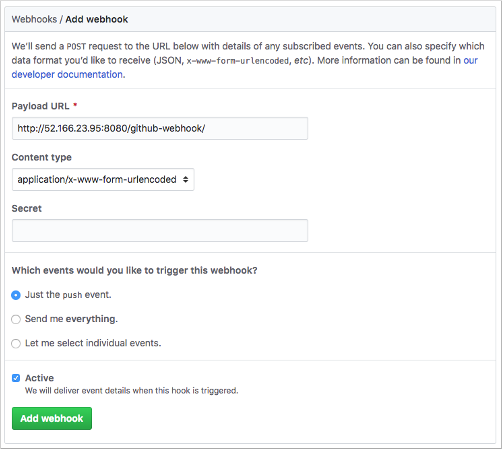 Webhooks / Add webhook
We'll send a POST request to the URL below with details of any subscribed events. You can also specify which
data format you'd like to receive (JSON, x-www-form-urlencoded, etc). More information can be found in our
developer documentation.
Payload URL *
http://52.166.23.95:8080/github-webhook/
Content type
application/x-www-form-urlencoded
Secret
Which events would you like to trigger this webhook?
Just the push event.
Send me everything.
Let me select individual events.
Active
We will deliver event details when this hook is triggered.
Add webhook